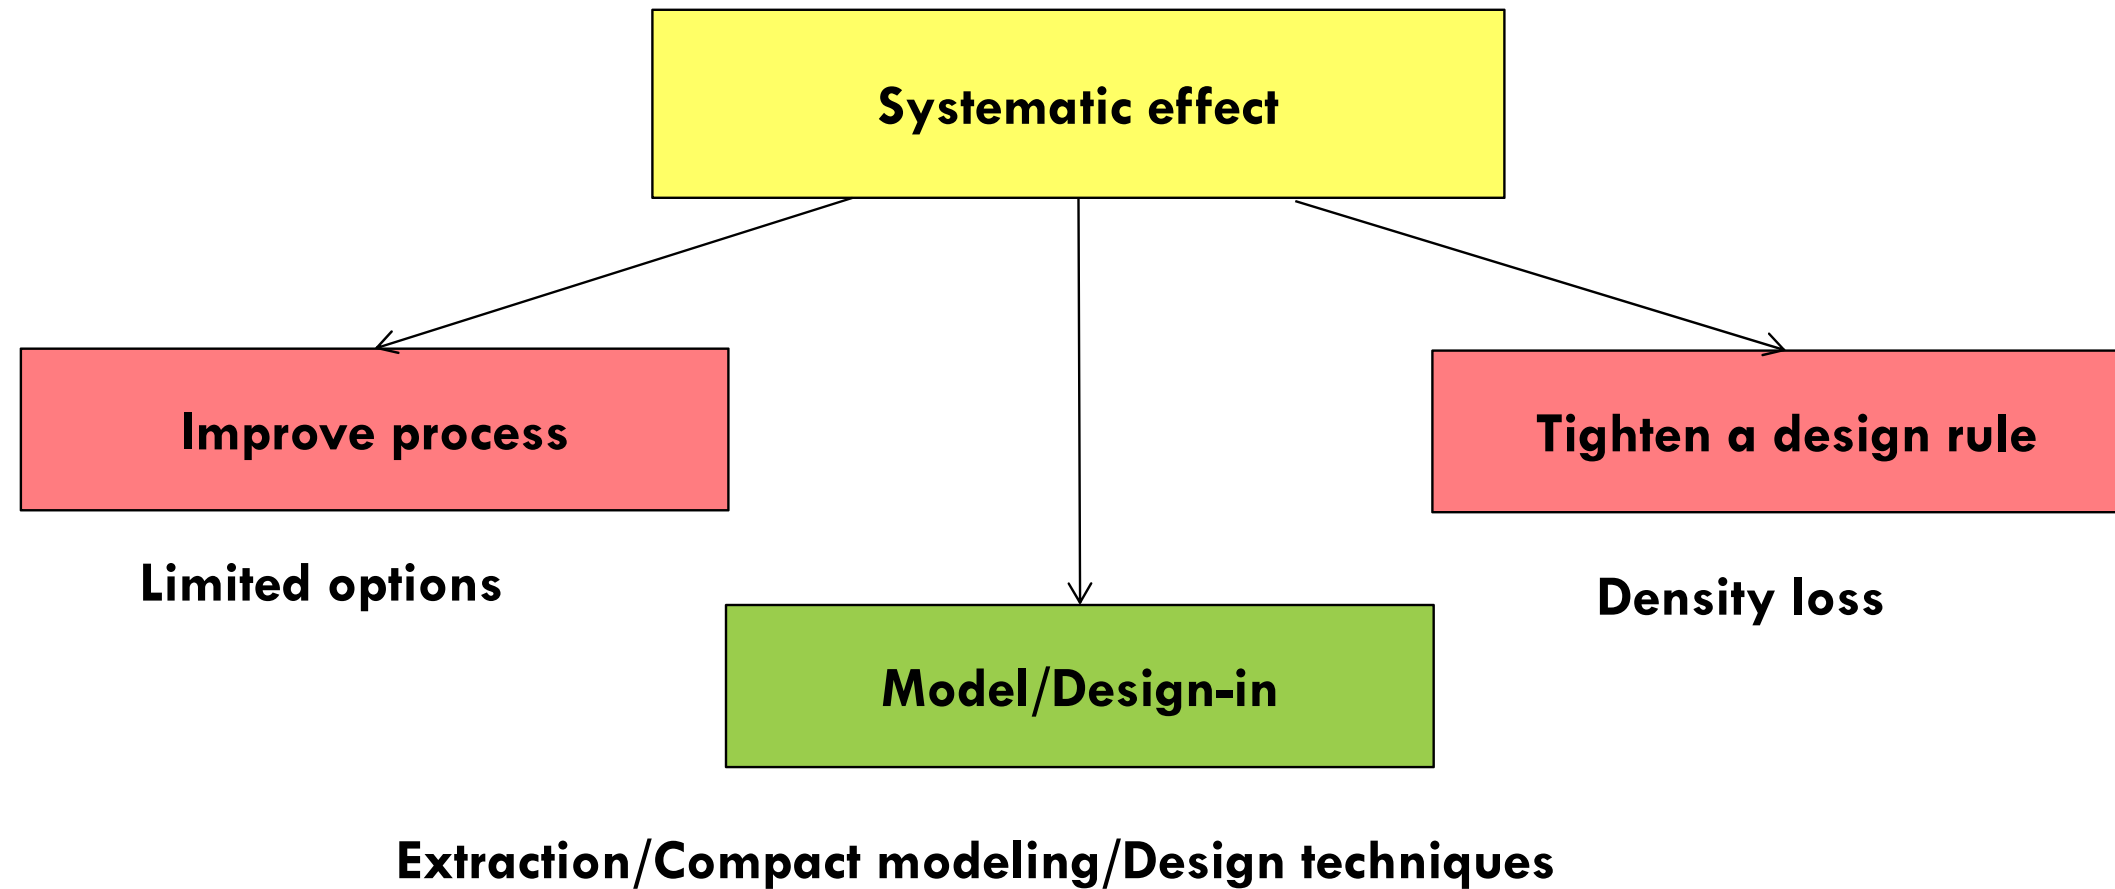 Systematic effect
Improve process
Tighten a design rule
Limited options
Density loss
Model/Design-in
Extraction/Compact modeling/Design techniques